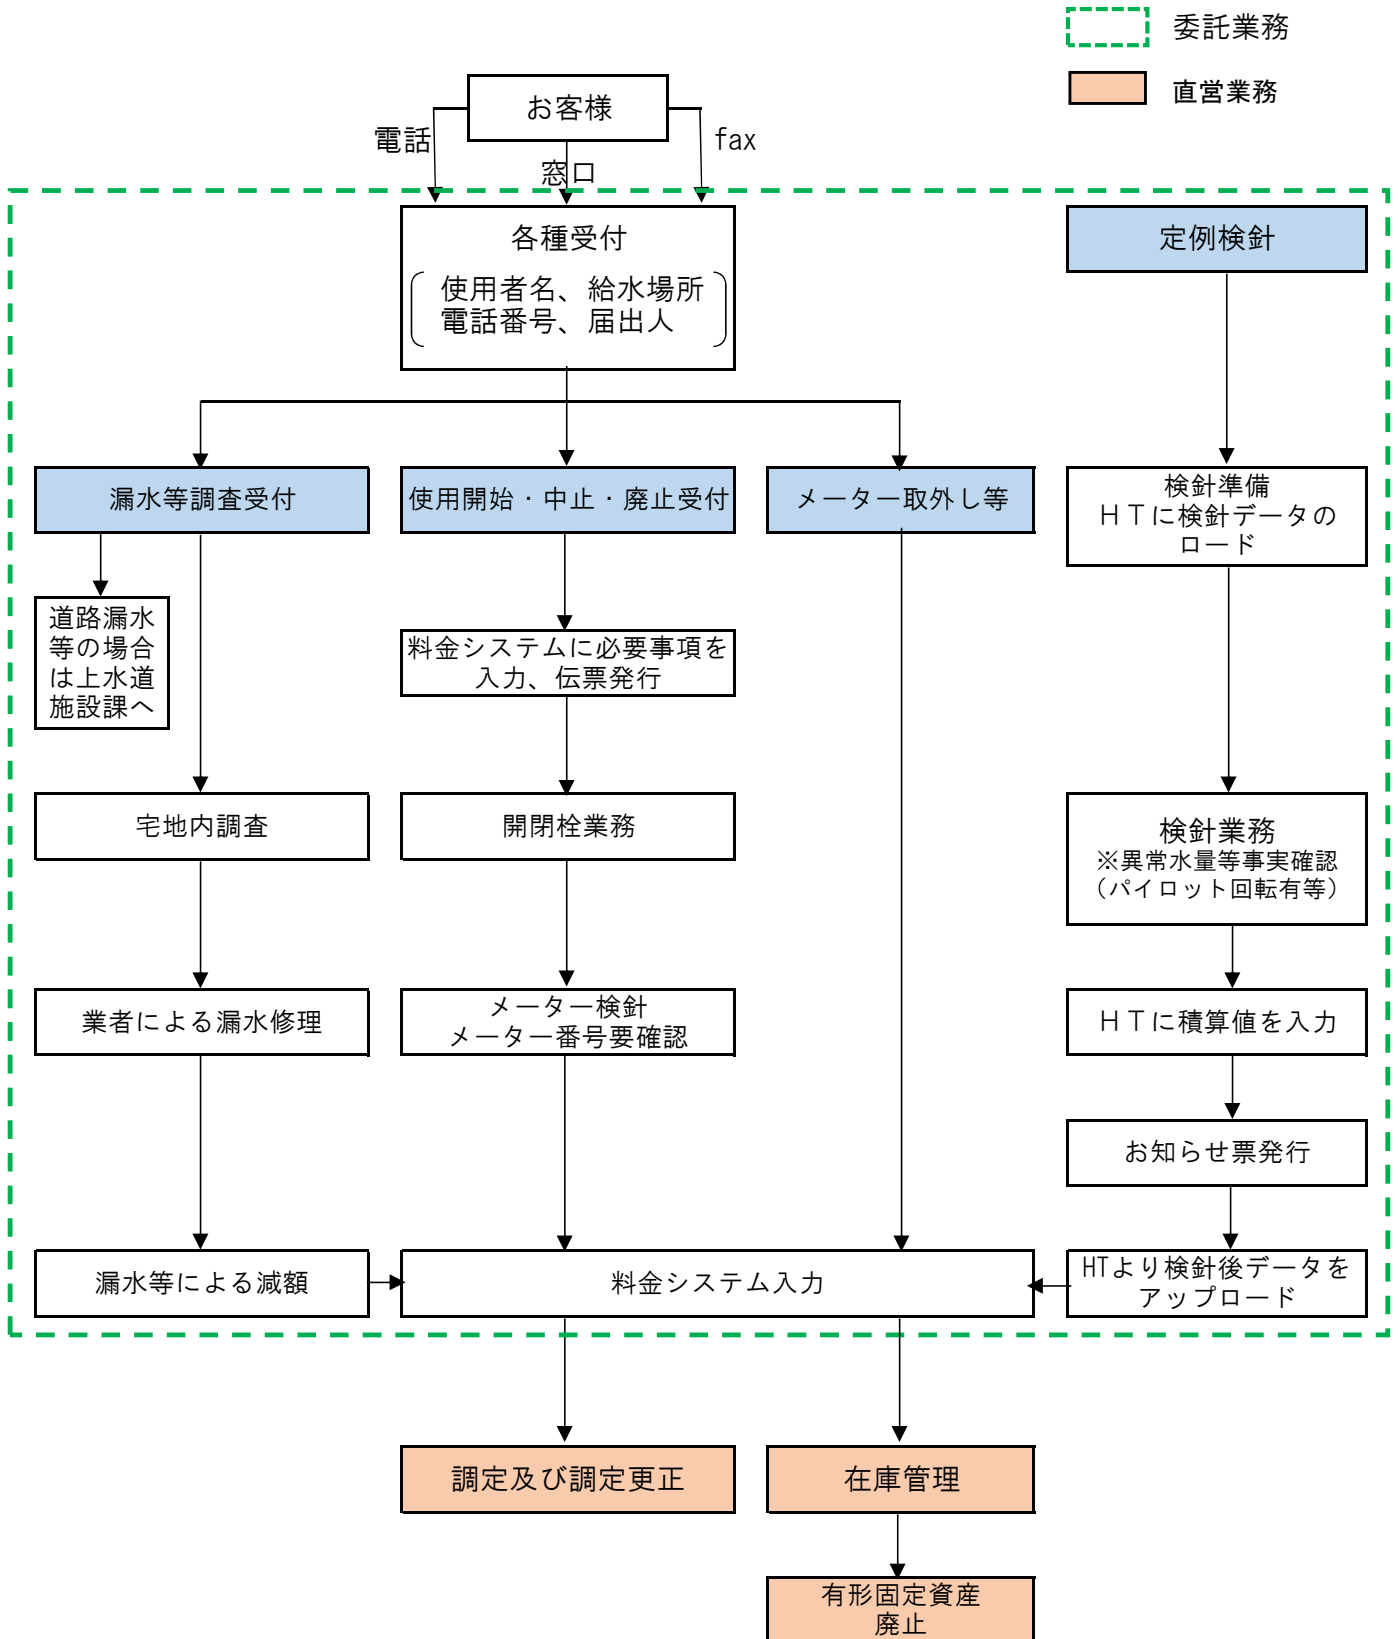 委託業務
直営業務
お客様
電話
窓口
fax
各種受付
使用者名、給水場所
電話番号、届出人
定例検針
漏水等調査受付
使用開始・中止・廃止受付
メーター取外し等
検針準備
ＨＴに検針データの
ロード
道路漏水
等の場合
は上水道
施設課へ
料金システムに必要事項を
入力、伝票発行
宅地内調査
開閉栓業務
検針業務
※異常水量等事実確認
（パイロット回転有等）
業者による漏水修理
メーター検針
メーター番号要確認
ＨＴに積算値を入力
お知らせ票発行
漏水等による減額
料金システム入力
HTより検針後データを
アップロード
調定及び調定更正
在庫管理
有形固定資産
廃止